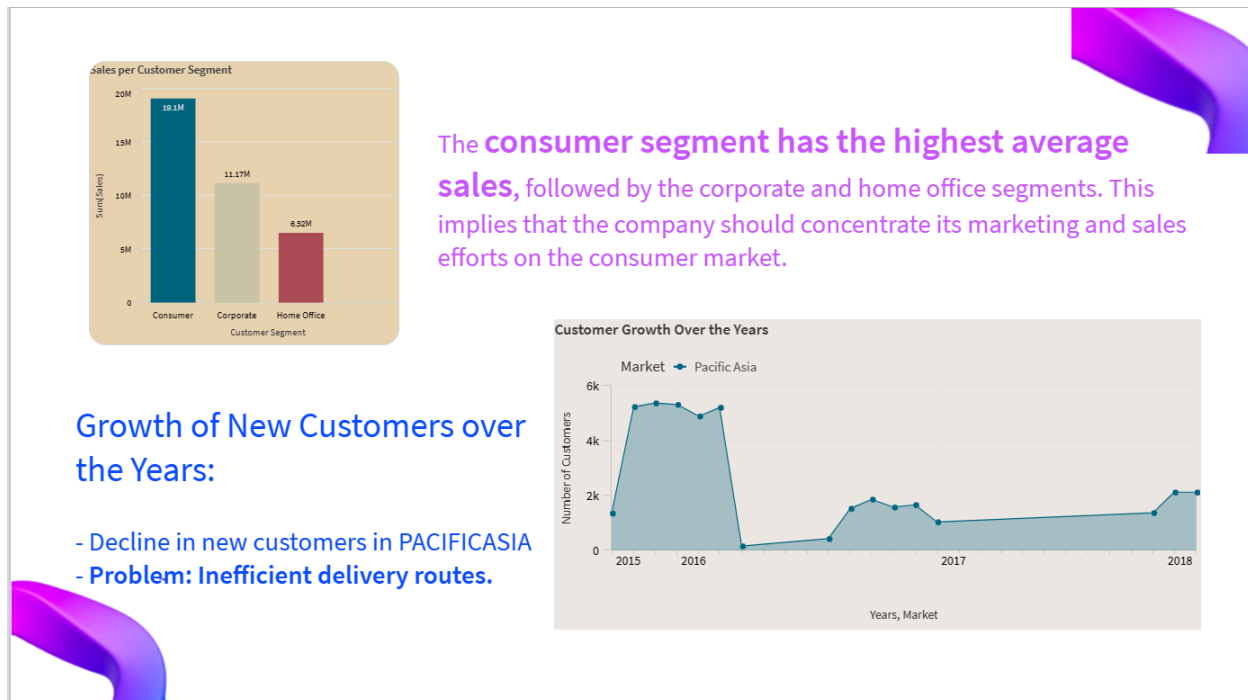 Sales per Customer Segment
20M
15M
10M
5M
0
Sum(Sales)
19.1M
11.17M
6.52M
Consumer
Corporate
Home Office
Customer Segment
The consumer segment has the highest average
sales, followed by the corporate and home office segments. This
implies that the company should concentrate its marketing and sales
efforts on the consumer market.
Growth of New Customers over
the Years:
- Decline in new customers in PACIFICASIA
- Problem: Inefficient delivery routes.
Customer Growth Over the Years
Market Pacific Asia
6k
4k
2k
0
Number of Customers
2015
2016
2017
2018
Years, Market